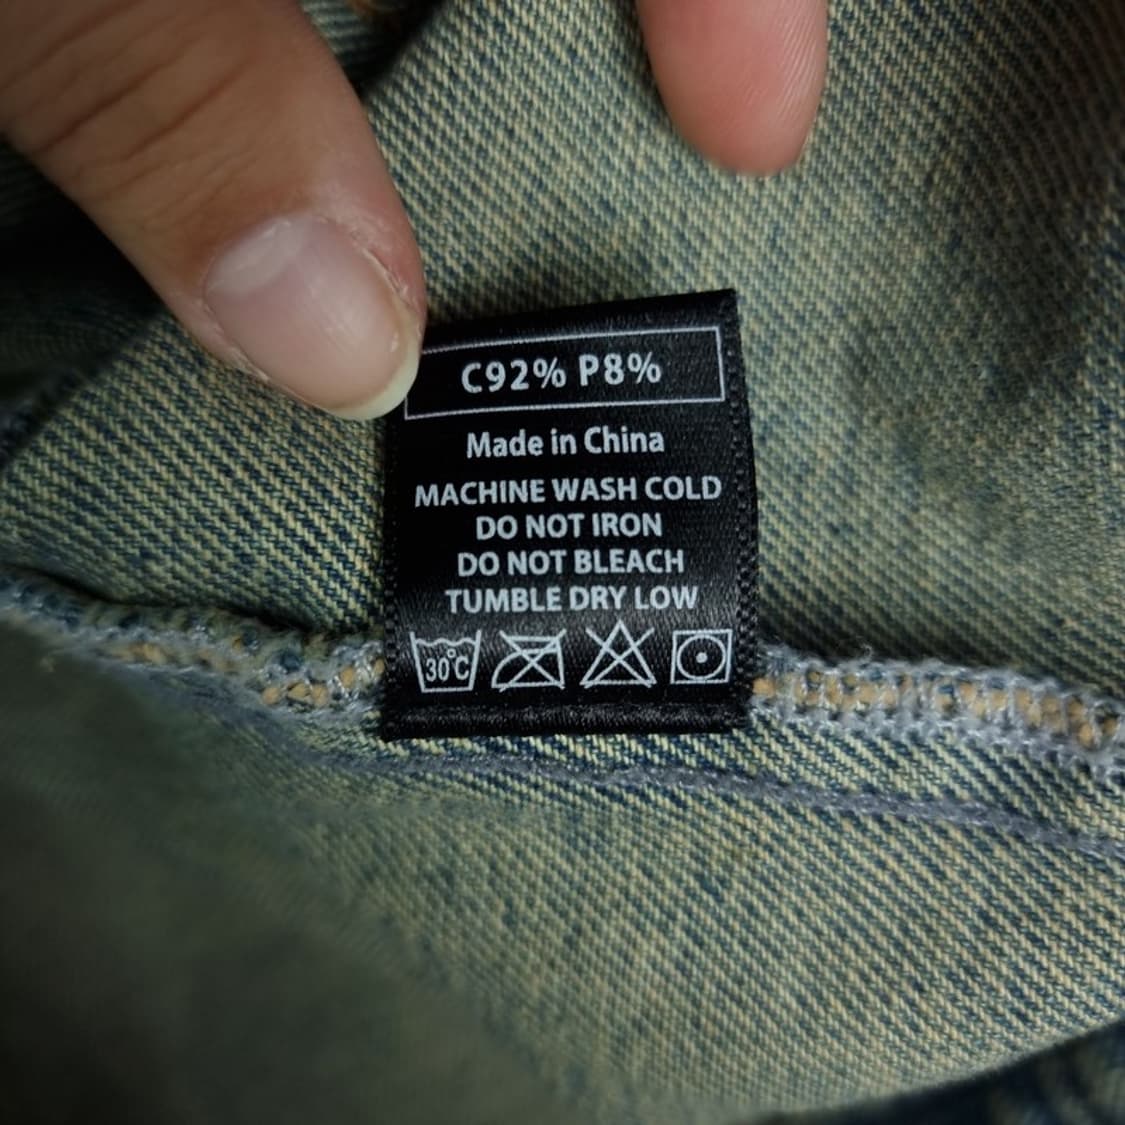 C92% P8%
Made in China
MACHINE WASH COLD
DO NOT IRON
DO NOT BLEACH
TUMBLE DRY LOW
30°C